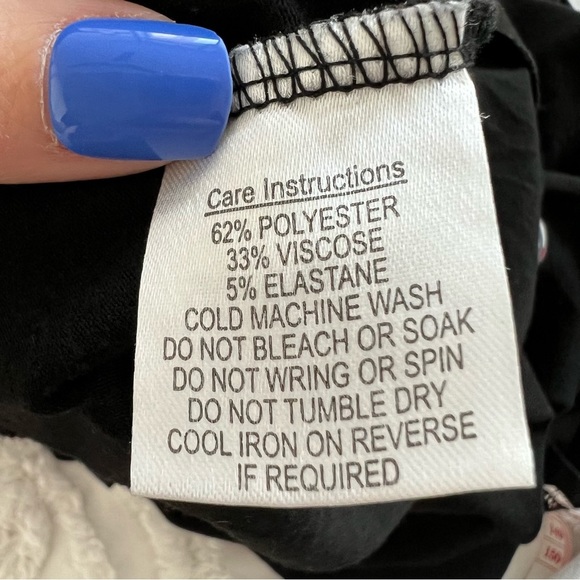 Care Instructions
62% POLYESTER
33% VISCOSE
5% ELASTANE
COLD MACHINE WASH
DO NOT BLEACH OR SOAK
DO NOT WRING OR SPIN
DO NOT TUMBLE DRY
COOL IRON ON REVERSE
IF REQUIRED